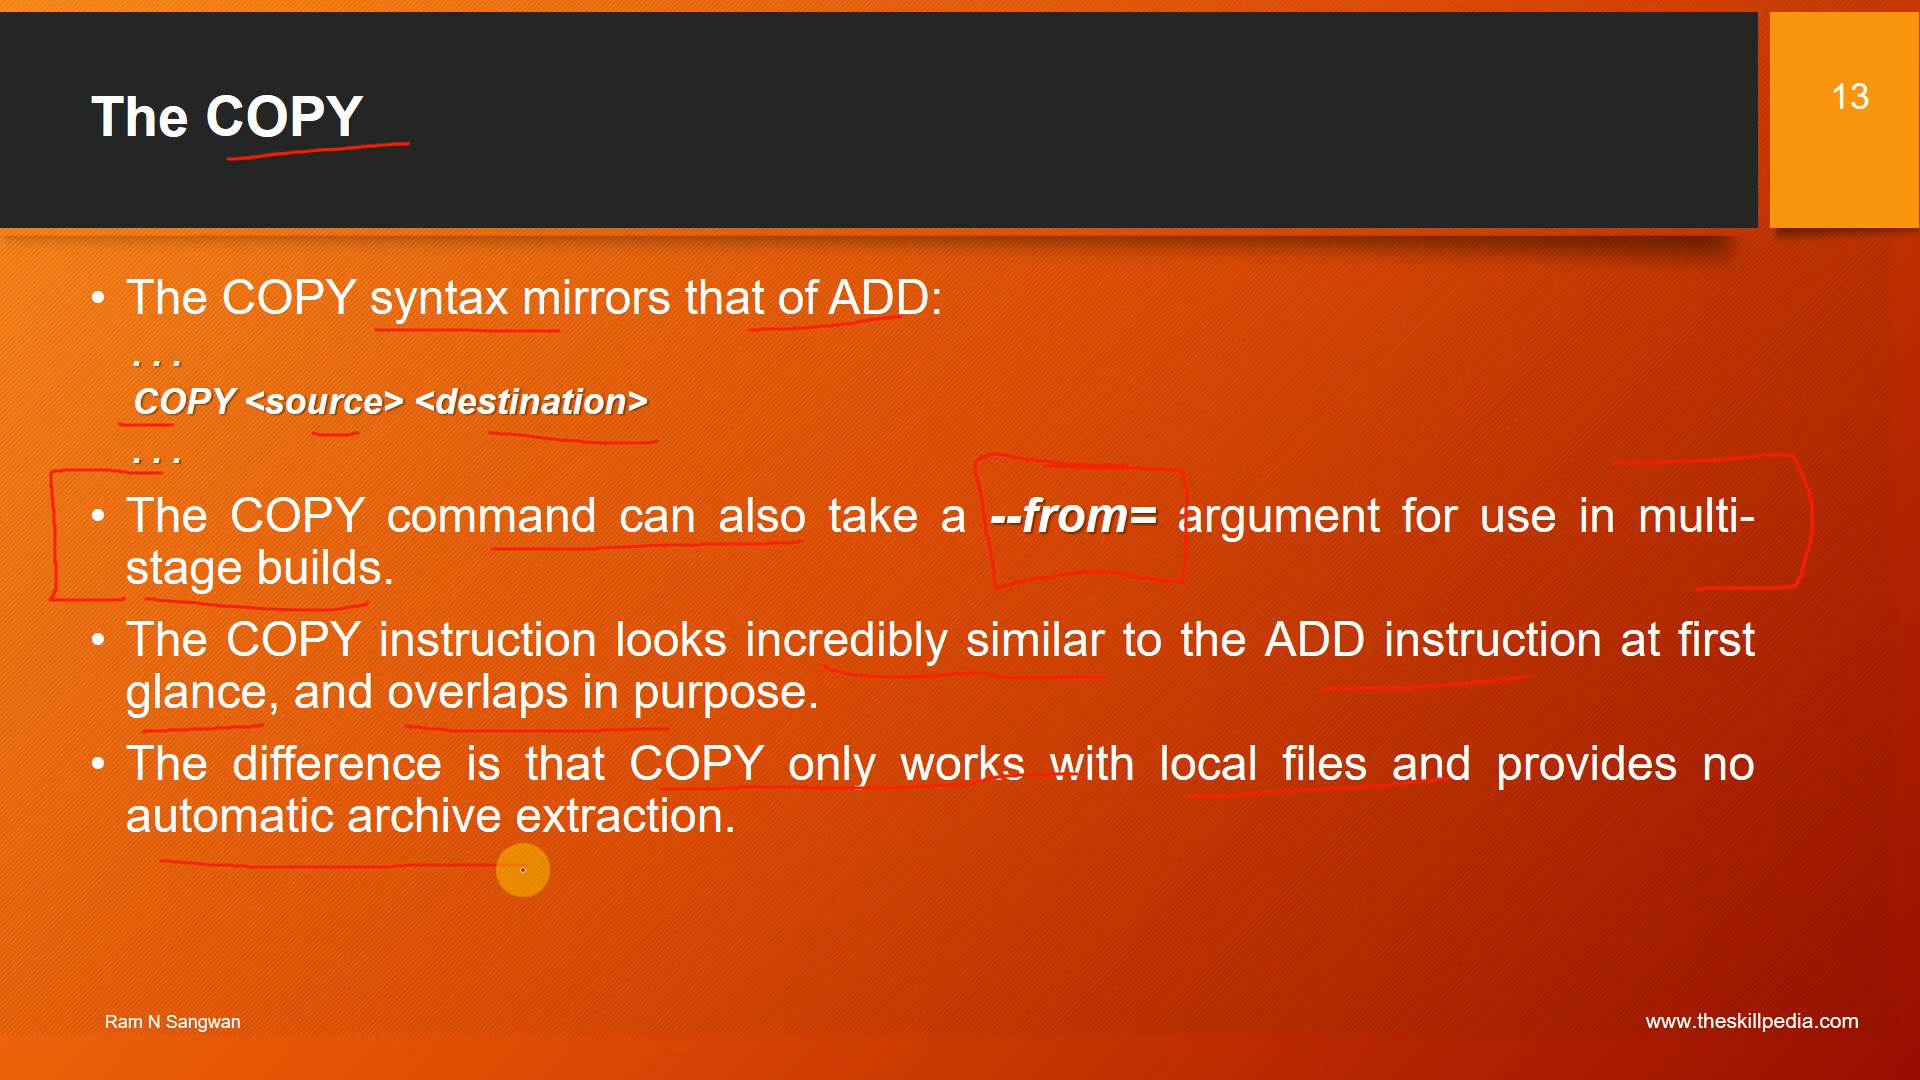 The COPY
13
• The COPY syntax mirrors that of ADD:
. . .
COPY <source> <destination>
. . .
• The COPY command can also take a --from= argument for use in multi-
stage builds.
• The COPY instruction looks incredibly similar to the ADD instruction at first
glance, and overlaps in purpose.
• The difference is that COPY only works with local files and provides no
automatic archive extraction.
Ram N Sangwan
www.theskillpedia.com